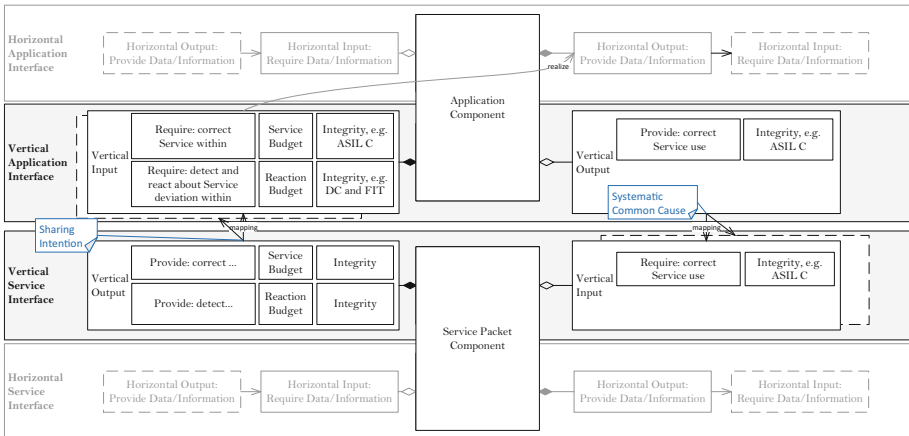 Horizontal
Application
Interface
Horizontal Output:
Provide Data/Information
Horizontal Input:
Require Data/Information
Horizontal Output:
Provide Data/Information
Horizontal Input:
Require Data/Information
realize
Application
Component
Vertical
Application
Interface
Vertical
Input
Require: correct
Service within
Service
Budget
Integrity, e.g.
ASIL C
Require: detect and
react about Service
deviation within
Reaction
Budget
Integrity, e.g.
DC and FIT
Vertical
Output
Provide: correct
Service use
Integrity, e.g.
ASIL C
Sharing
Intention
mapping
Systematic
Common Cause
mapping
Vertical
Service
Interface
Vertical
Output
Provide: correct ...
Service
Budget
Integrity
Provide: detect...
Reaction
Budget
Integrity
Service Packet
Component
Vertical
Input
Require: correct
Service use
Integrity, e.g.
ASIL C
Horizontal
Service
Interface
Horizontal Output:
Provide Data/Information
Horizontal Input:
Require Data/Information
Horizontal Output:
Provide Data/Information
Horizontal Input:
Require Data/Information